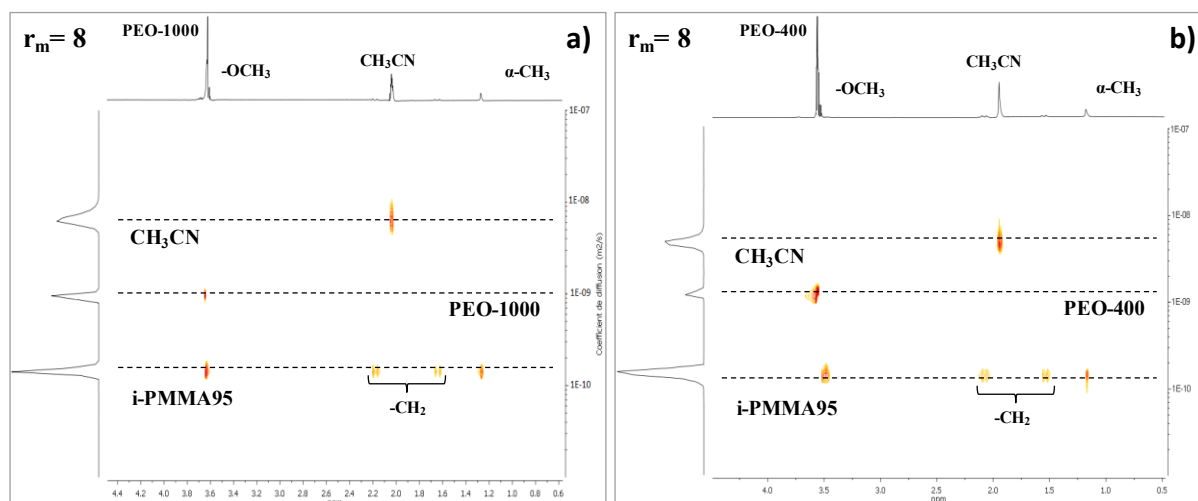 r_m= 8
PEO-1000
a)
-OCH₃
CH₃CN
α-CH₃
1E-07
1E-08
CH₃CN
1E-09
PEO-1000
Coefficient de diffusion (m2/s)
1E-10
i-PMMA95
-CH₂
4.4 4.2 4.0 3.8 3.6 3.4 3.2 3.0 2.8 2.6 2.4 2.2 2.0 1.8 1.6 1.4 1.2 1.0 0.8 0.6
r_m= 8
PEO-400
b)
-OCH₃
CH₃CN
α-CH₃
1E-07
1E-08
CH₃CN
1E-09
PEO-400
1E-10
i-PMMA95
-CH₂
4.0 3.5 3.0 2.5 2.0 1.5 1.0 0.5
ppm